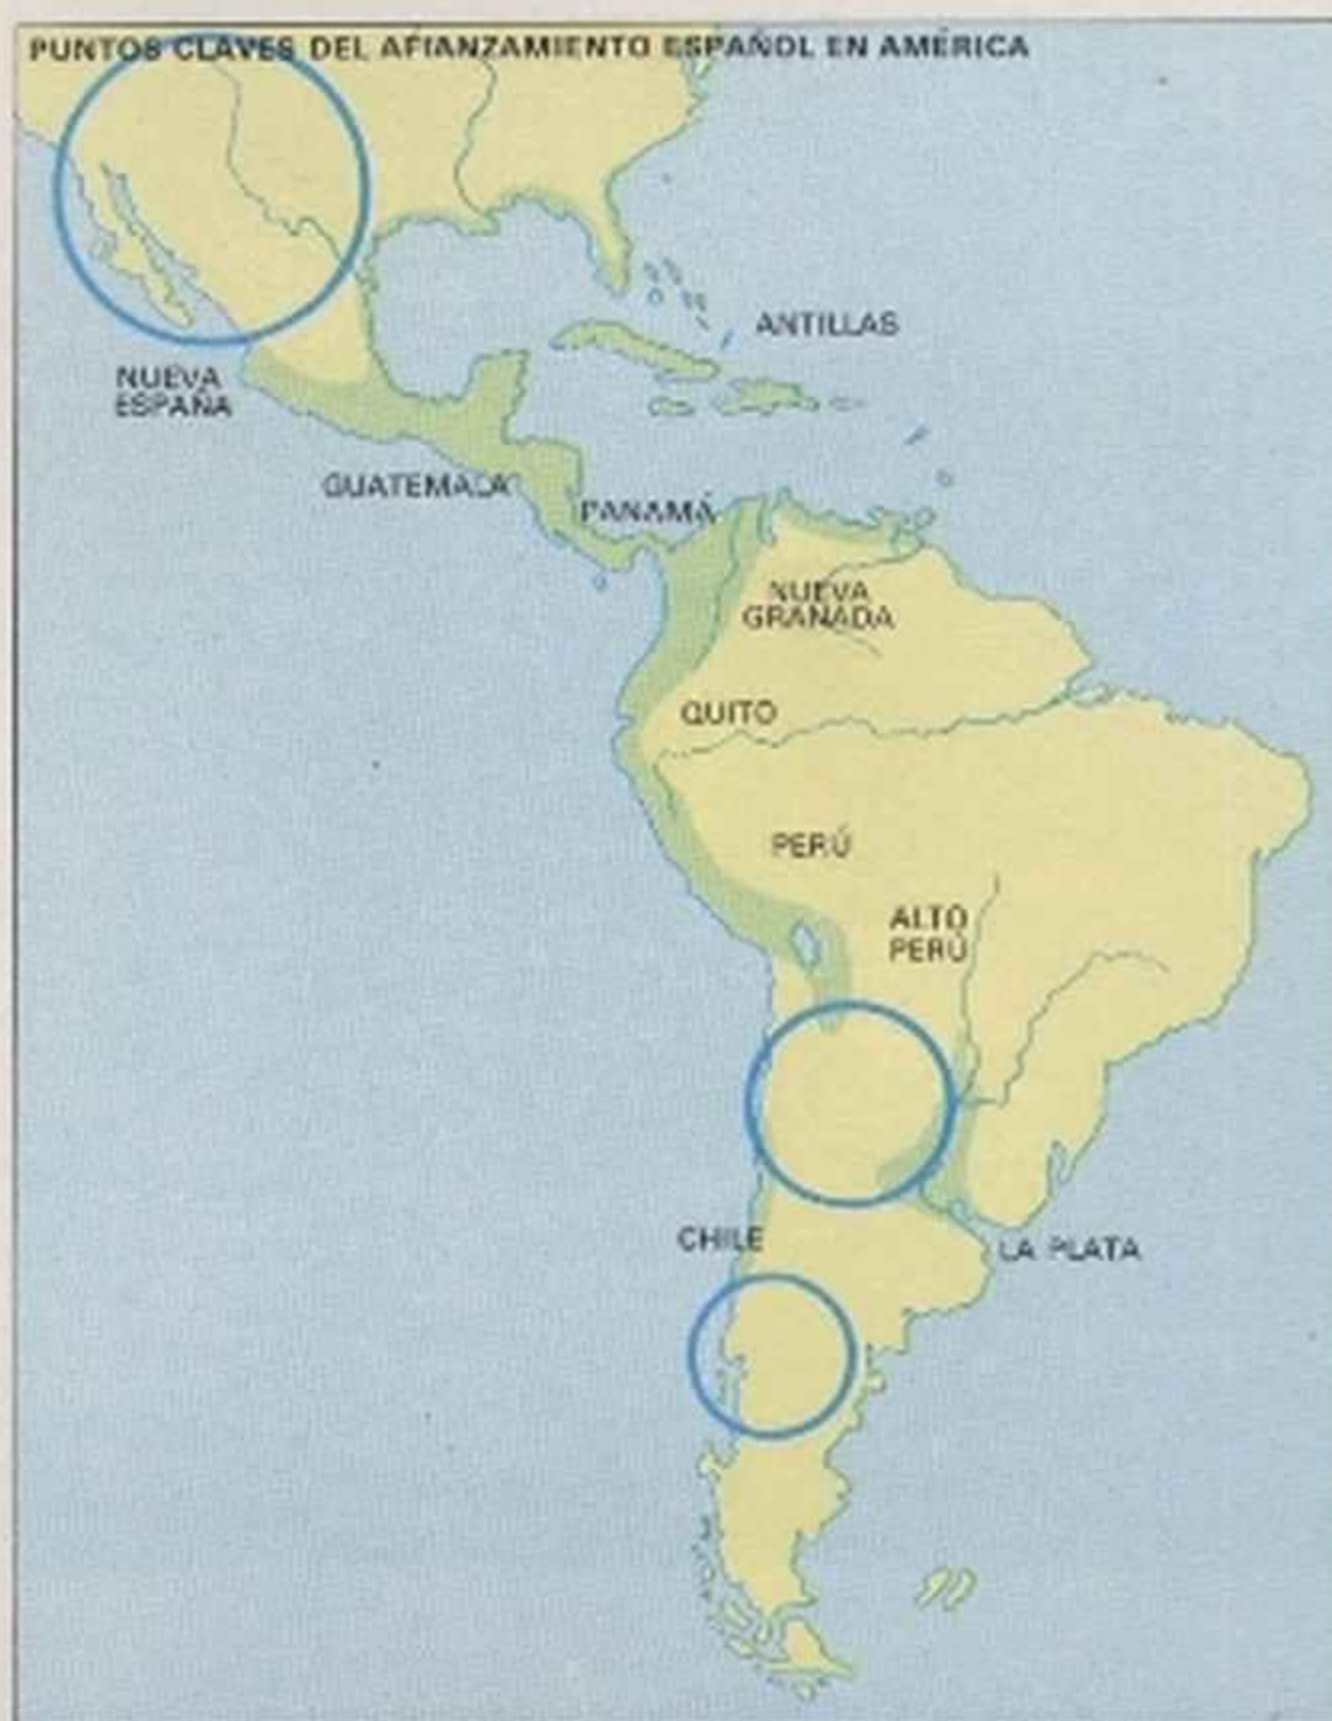 PUNTOS CLAVES DEL AFIANZAMIENTO ESPAÑOL EN AMÉRICA
ANTILLAS
NUEVA
ESPAÑA
GUATEMALA
PANAMÁ
NUEVA
GRANADA
QUITO
PERÚ
ALTO
PERÚ
CHILE
LA PLATA